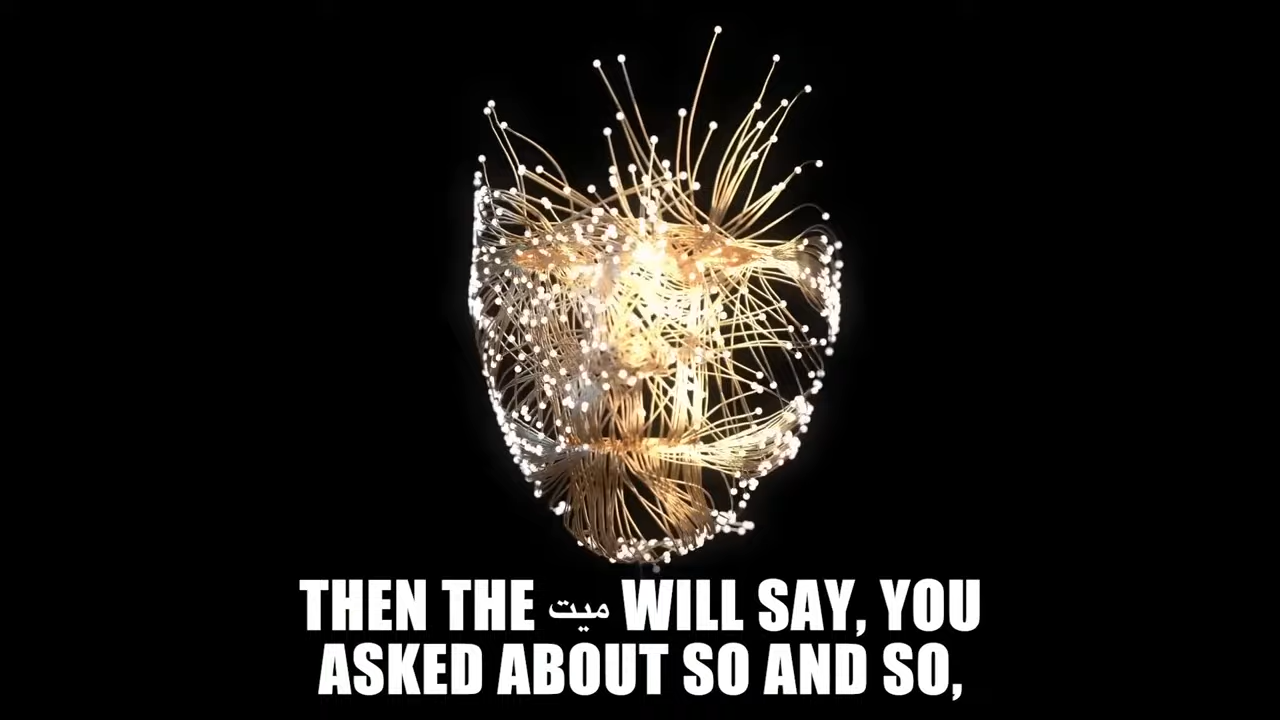 THEN THE ميت WILL SAY, YOU
ASKED ABOUT SO AND SO,